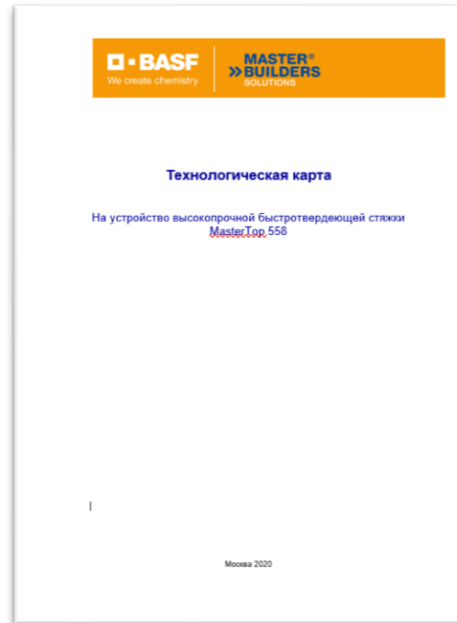 BASF
We create chemistry
MASTER®
BUILDERS
SOLUTIONS
Технологическая карта
На устройство высокопрочной быстротвердеющей стяжки
MasterTop 558
Москва 2020